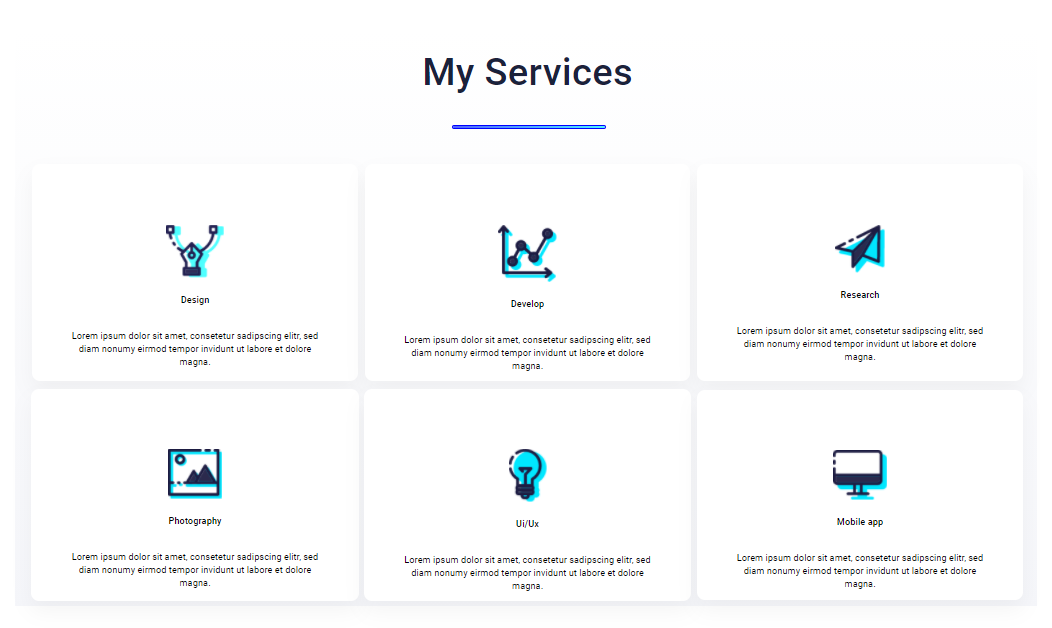 My Services
Design
Lorem ipsum dolor sit amet, consetetur sadipscing elitr, sed
diam nonumy eirmod tempor invidunt ut labore et dolore
magna.
Develop
Lorem ipsum dolor sit amet, consetetur sadipscing elitr, sed
diam nonumy eirmod tempor invidunt ut labore et dolore
magna.
Research
Lorem ipsum dolor sit amet, consetetur sadipscing elitr, sed
diam nonumy eirmod tempor invidunt ut labore et dolore
magna.
Photography
Lorem ipsum dolor sit amet, consetetur sadipscing elitr, sed
diam nonumy eirmod tempor invidunt ut labore et dolore
magna.
Ui/Ux
Lorem ipsum dolor sit amet, consetetur sadipscing elitr, sed
diam nonumy eirmod tempor invidunt ut labore et dolore
magna.
Mobile app
Lorem ipsum dolor sit amet, consetetur sadipscing elitr, sed
diam nonumy eirmod tempor invidunt ut labore et dolore
magna.